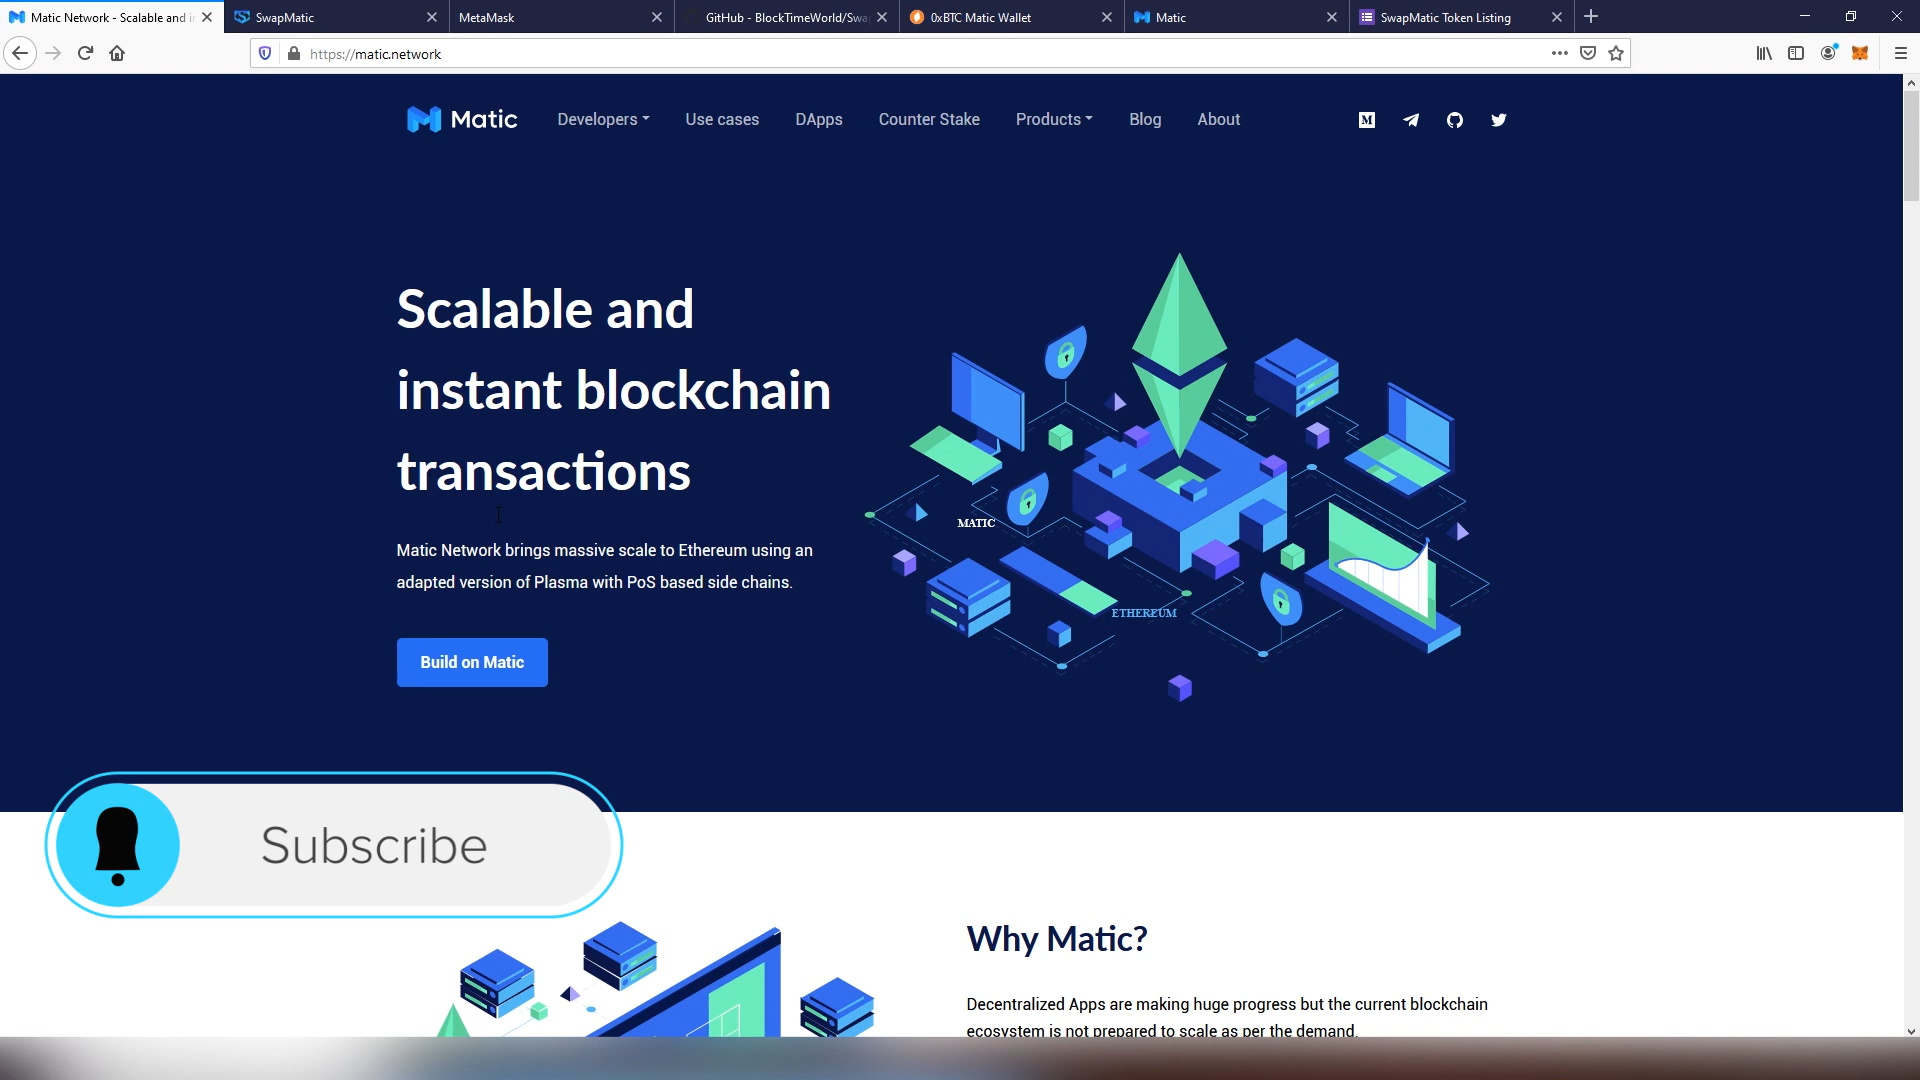 Matic Network - Scalable and i
SwapMatic
MetaMask
GitHub - BlockTimeWorld/Swa
0xBTC Matic Wallet
Matic
SwapMatic Token Listing
https://matic.network
Matic
Developers
Use cases
DApps
Counter Stake
Products
Blog
About
M
Scalable and
instant blockchain
transactions
Matic Network brings massive scale to Ethereum using an
adapted version of Plasma with PoS based side chains.
Build on Matic
MATIC
ETHEREUM
Subscribe
Why Matic?
Decentralized Apps are making huge progress but the current blockchain
ecosystem is not prepared to scale as per the demand.